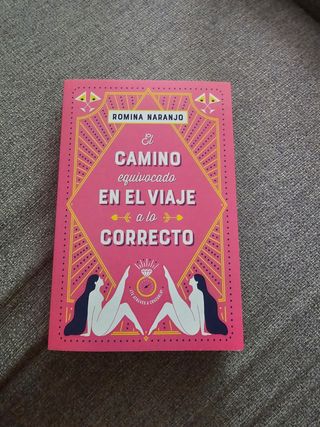 ROMINA NARANJO
El
CAMINO
equivocado
EN EL VIAJE
a lo
CORRECTO